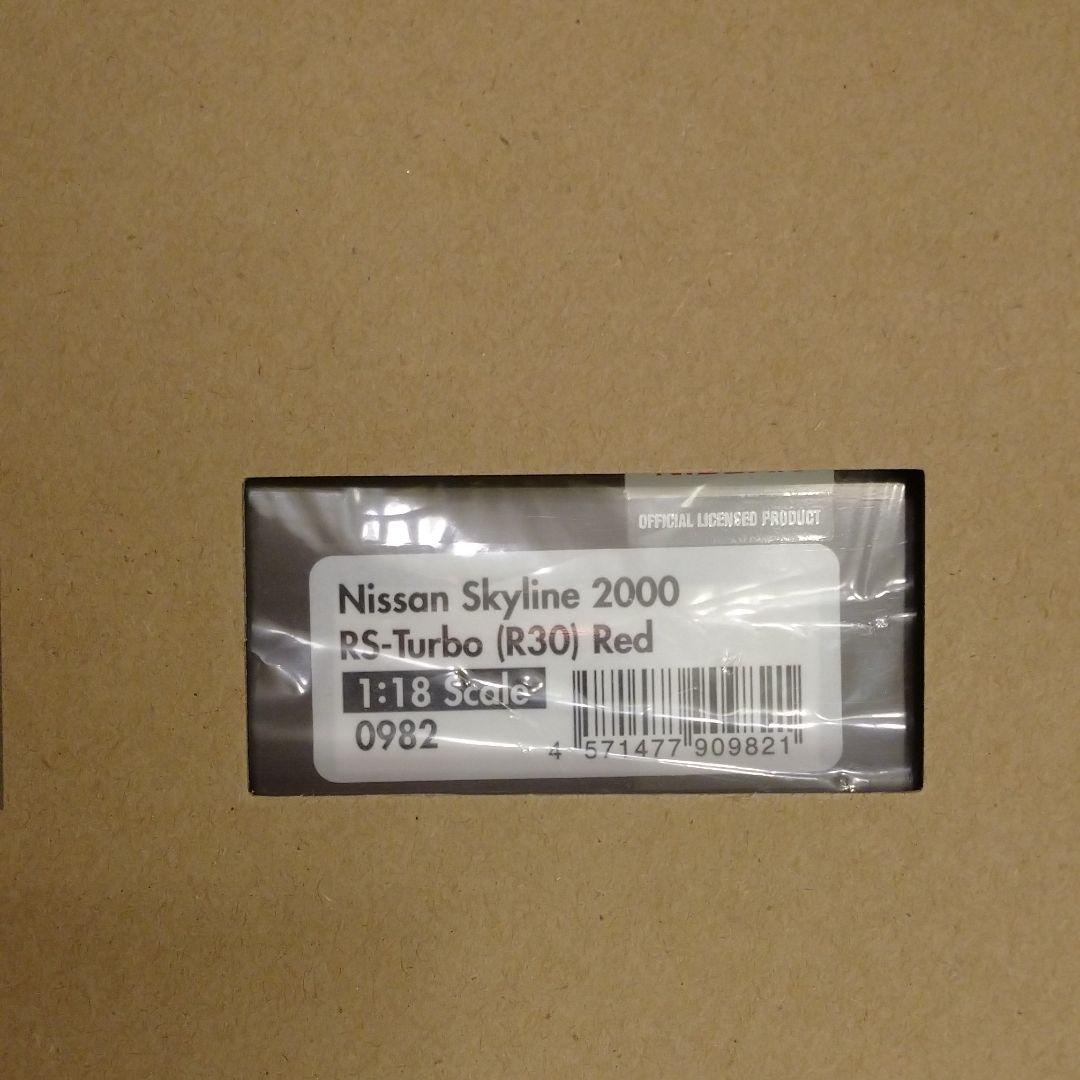 OFFICIAL LICENSED PRODUCT
Nissan Skyline 2000
RS-Turbo (R30) Red
1:18 Scale
0982
4 571477 909821